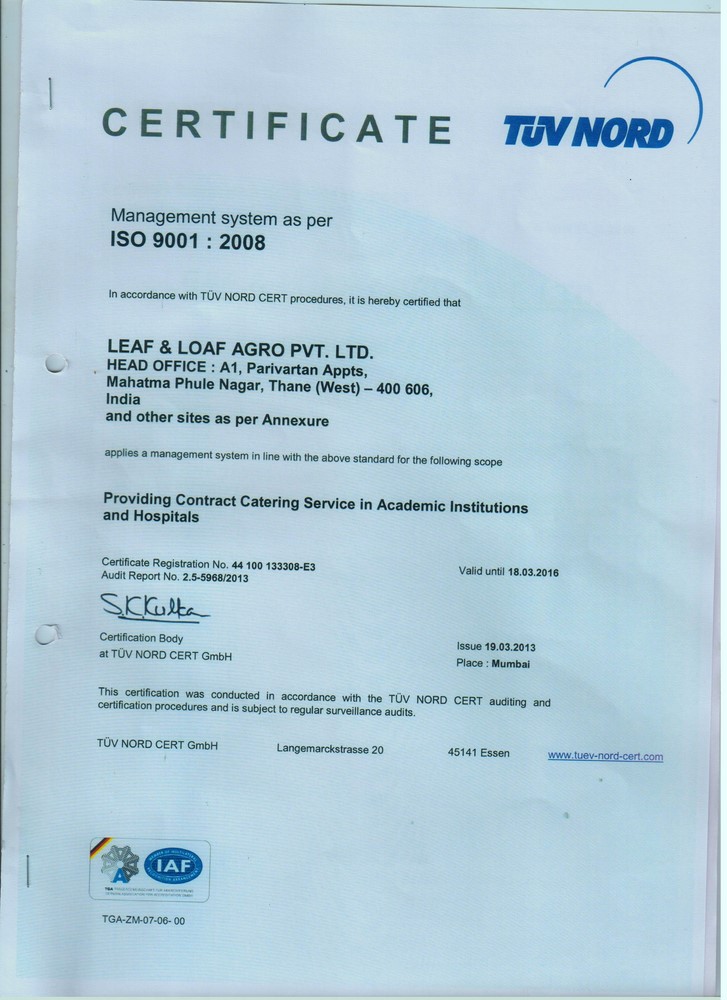 CERTIFICATE
TÜV NORD
Management system as per
ISO 9001 : 2008
In accordance with TÜV NORD CERT procedures, it is hereby certified that
LEAF & LOAF AGRO PVT. LTD.
HEAD OFFICE : A1, Parivartan Appts,
Mahatma Phule Nagar, Thane (West) – 400 606,
India
and other sites as per Annexure
applies a management system in line with the above standard for the following scope
Providing Contract Catering Service in Academic Institutions
and Hospitals
Certificate Registration No. 44 100 133308-E3
Audit Report No. 2.5-5968/2013
Valid until 18.03.2016
S.K.Kulka
Certification Body
at TÜV NORD CERT GmbH
Issue 19.03.2013
Place : Mumbai
This certification was conducted in accordance with the TÜV NORD CERT auditing and
certification procedures and is subject to regular surveillance audits.
TÜV NORD CERT GmbH Langemarckstrasse 20 45141 Essen www.tuev-nord-cert.com
IAF
TGA-ZM-07-06- 00